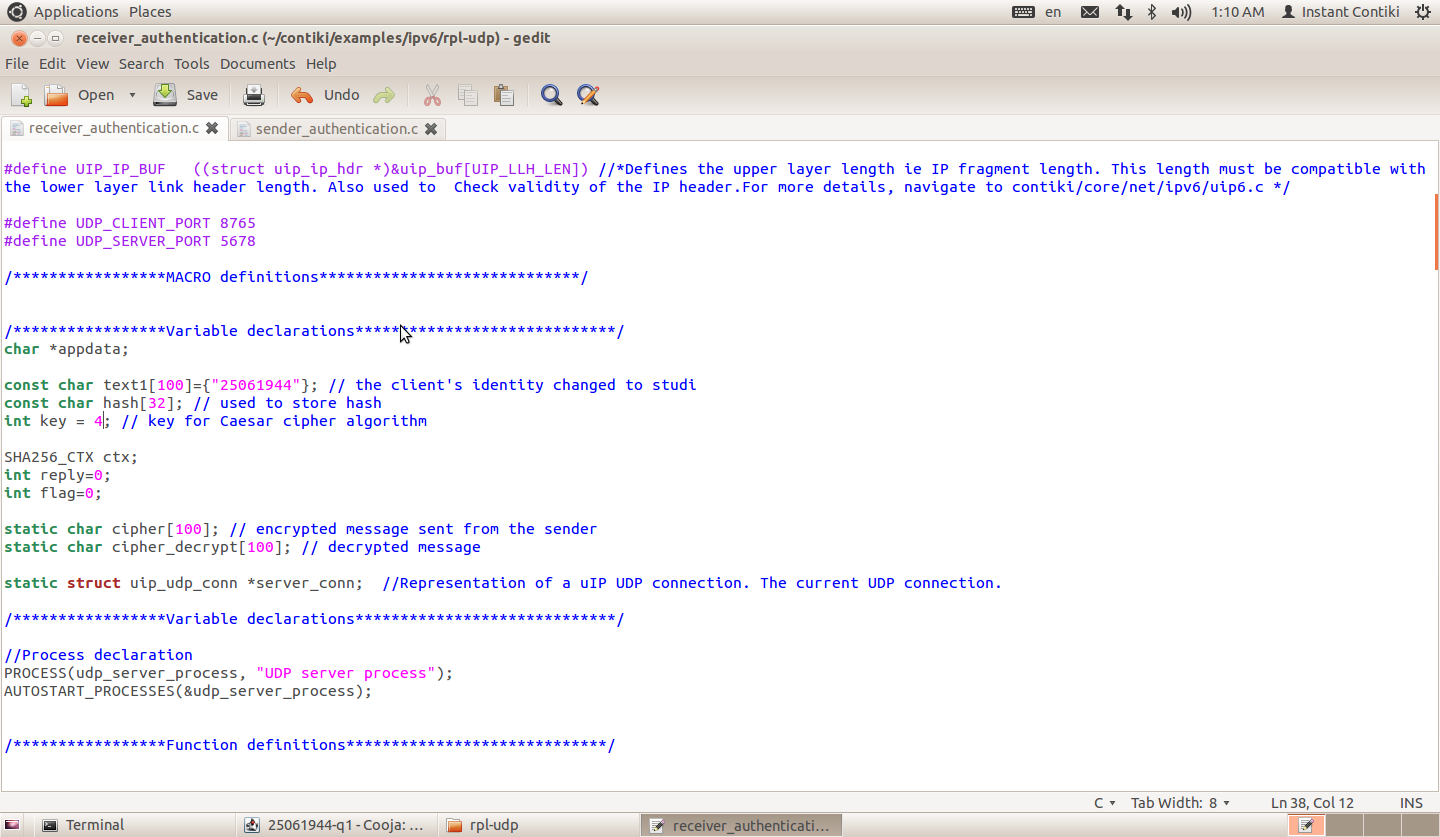 Applications Places en 1:10 AM Instant Contiki
receiver_authentication.c (~/contiki/examples/ipv6/rpl-udp) - gedit
File Edit View Search Tools Documents Help
Open Save Undo
receiver_authentication.c sender_authentication.c
#define UIP_IP_BUF   ((struct uip_ip_hdr *)&uip_buf[UIP_LLH_LEN]) //*Defines the upper layer length ie IP fragment length. This length must be compatible with
the lower layer link header length. Also used to  Check validity of the IP header.For more details, navigate to contiki/core/net/ipv6/uip6.c */
#define UDP_CLIENT_PORT 8765
#define UDP_SERVER_PORT 5678
/*****************MACRO definitions*****************************/
/*****************Variable declarations*****************************/
char *appdata;
const char text1[100]={"25061944"}; // the client's identity changed to studi
const char hash[32]; // used to store hash
int key = 4; // key for Caesar cipher algorithm
SHA256_CTX ctx;
int reply=0;
int flag=0;
static char cipher[100]; // encrypted message sent from the sender
static char cipher_decrypt[100]; // decrypted message
static struct uip_udp_conn *server_conn;  //Representation of a uIP UDP connection. The current UDP connection.
/*****************Variable declarations*****************************/
//Process declaration
PROCESS(udp_server_process, "UDP server process");
AUTOSTART_PROCESSES(&udp_server_process);
/*****************Function definitions*****************************/
C Tab Width: 8 Ln 38, Col 12 INS
Terminal 25061944-q1 - Cooja: ... rpl-udp receiver_authenticati...